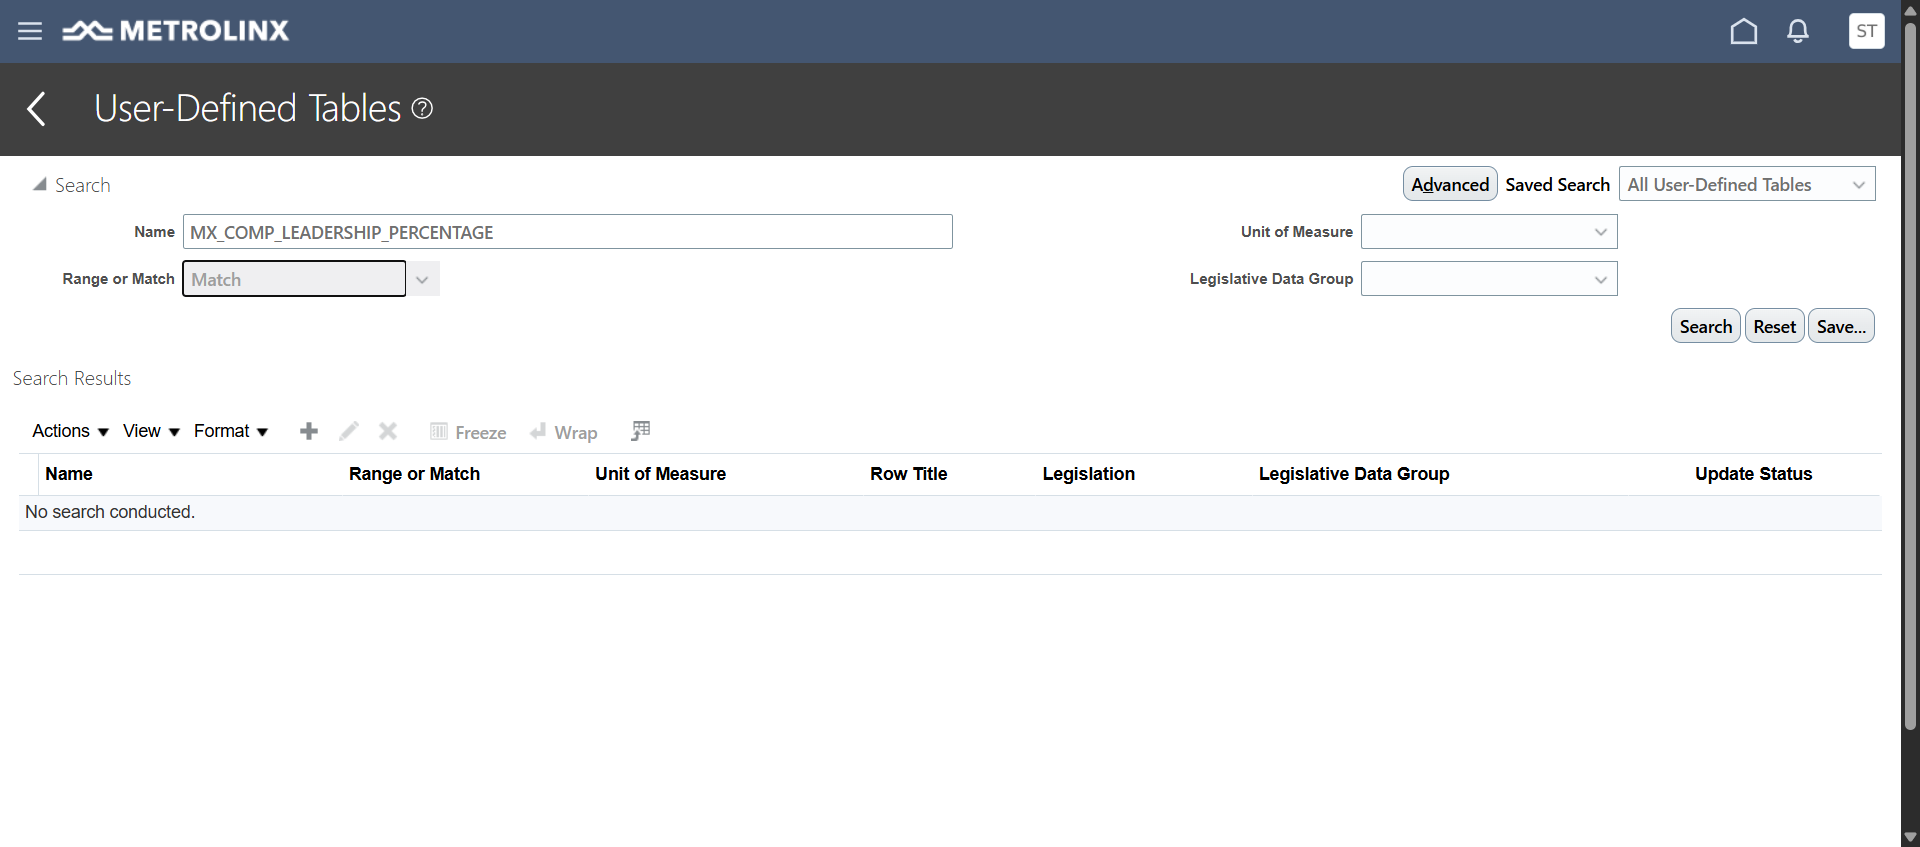 METROLINX
ST
User-Defined Tables
Search
Advanced Saved Search All User-Defined Tables
Name MX_COMP_LEADERSHIP_PERCENTAGE Unit of Measure
Range or Match Match Legislative Data Group
Search Reset Save...
Search Results
Actions View Format Freeze Wrap
Name Range or Match Unit of Measure Row Title Legislation Legislative Data Group Update Status
No search conducted.